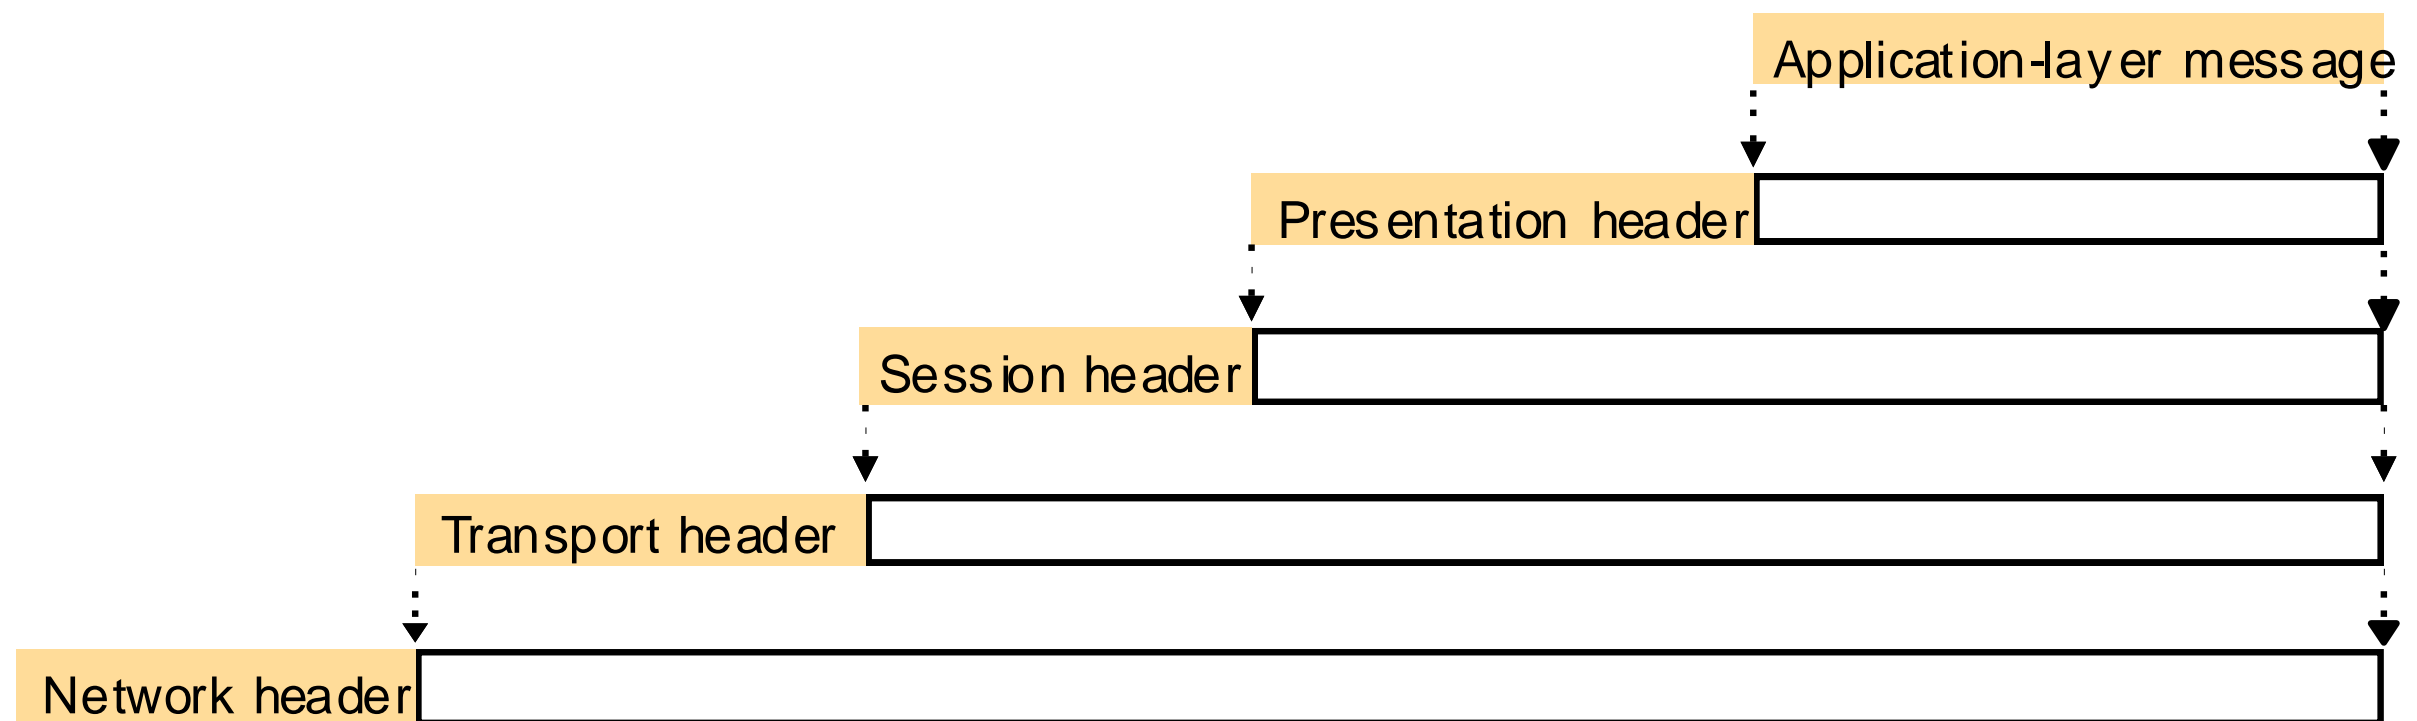 Application-layer message
Presentation header
Session header
Transport header
Network header